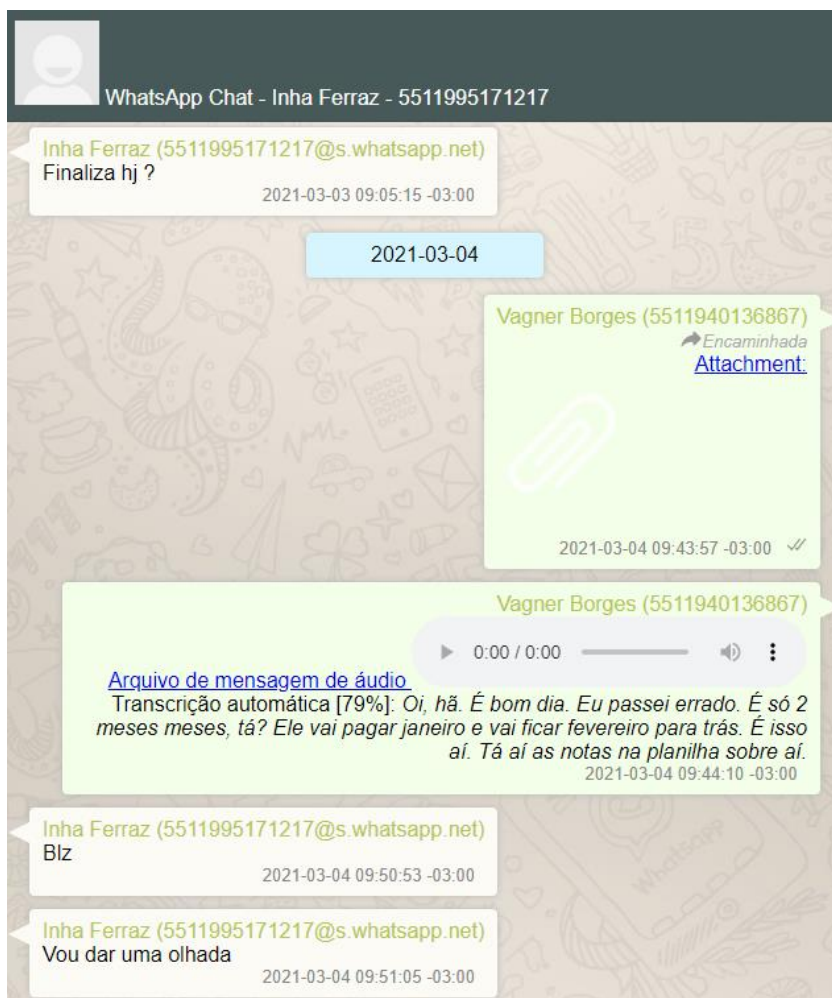 WhatsApp Chat - Inha Ferraz - 5511995171217
Inha Ferraz (5511995171217@s.whatsapp.net)
Finaliza hj ?
2021-03-03 09:05:15 -03:00
2021-03-04
Vagner Borges (5511940136867)
Encaminhada
Attachment:
2021-03-04 09:43:57 -03:00
Vagner Borges (5511940136867)
0:00 / 0:00
Arquivo de mensagem de áudio
Transcrição automática [79%]: Oi, hã. É bom dia. Eu passei errado. É só 2
meses meses, tá? Ele vai pagar janeiro e vai ficar fevereiro para trás. É isso
aí. Tá aí as notas na planilha sobre aí.
2021-03-04 09:44:10 -03:00
Inha Ferraz (5511995171217@s.whatsapp.net)
Blz
2021-03-04 09:50:53 -03:00
Inha Ferraz (5511995171217@s.whatsapp.net)
Vou dar uma olhada
2021-03-04 09:51:05 -03:00